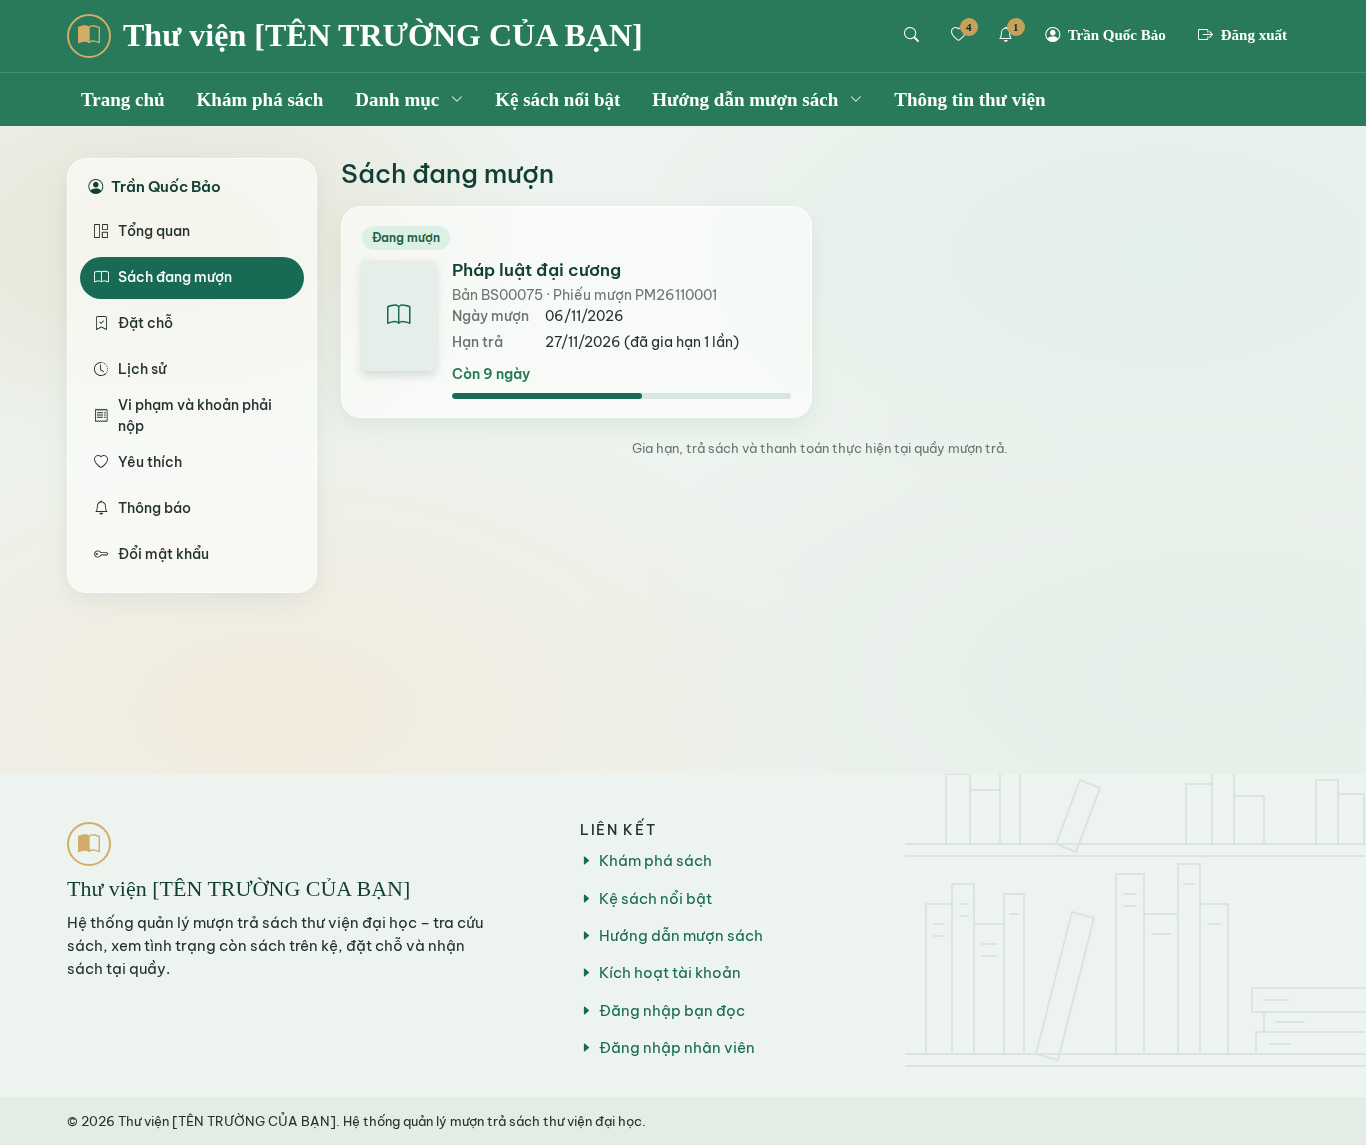 Thư viện [TÊN TRƯỜNG CỦA BẠN]
4
1
Trần Quốc Bảo
Đăng xuất
Trang chủ
Khám phá sách
Danh mục
Kệ sách nổi bật
Hướng dẫn mượn sách
Thông tin thư viện
Trần Quốc Bảo
Tổng quan
Sách đang mượn
Đặt chỗ
Lịch sử
Vi phạm và khoản phải
nộp
Yêu thích
Thông báo
Đổi mật khẩu
Sách đang mượn
Đang mượn
Pháp luật đại cương
Bản BS00075 · Phiếu mượn PM26110001
Ngày mượn 06/11/2026
Hạn trả 27/11/2026 (đã gia hạn 1 lần)
Còn 9 ngày
Gia hạn, trả sách và thanh toán thực hiện tại quầy mượn trả.
Thư viện [TÊN TRƯỜNG CỦA BẠN]
Hệ thống quản lý mượn trả sách thư viện đại học – tra cứu
sách, xem tình trạng còn sách trên kệ, đặt chỗ và nhận
sách tại quầy.
LIÊN KẾT
Khám phá sách
Kệ sách nổi bật
Hướng dẫn mượn sách
Kích hoạt tài khoản
Đăng nhập bạn đọc
Đăng nhập nhân viên
© 2026 Thư viện [TÊN TRƯỜNG CỦA BẠN]. Hệ thống quản lý mượn trả sách thư viện đại học.